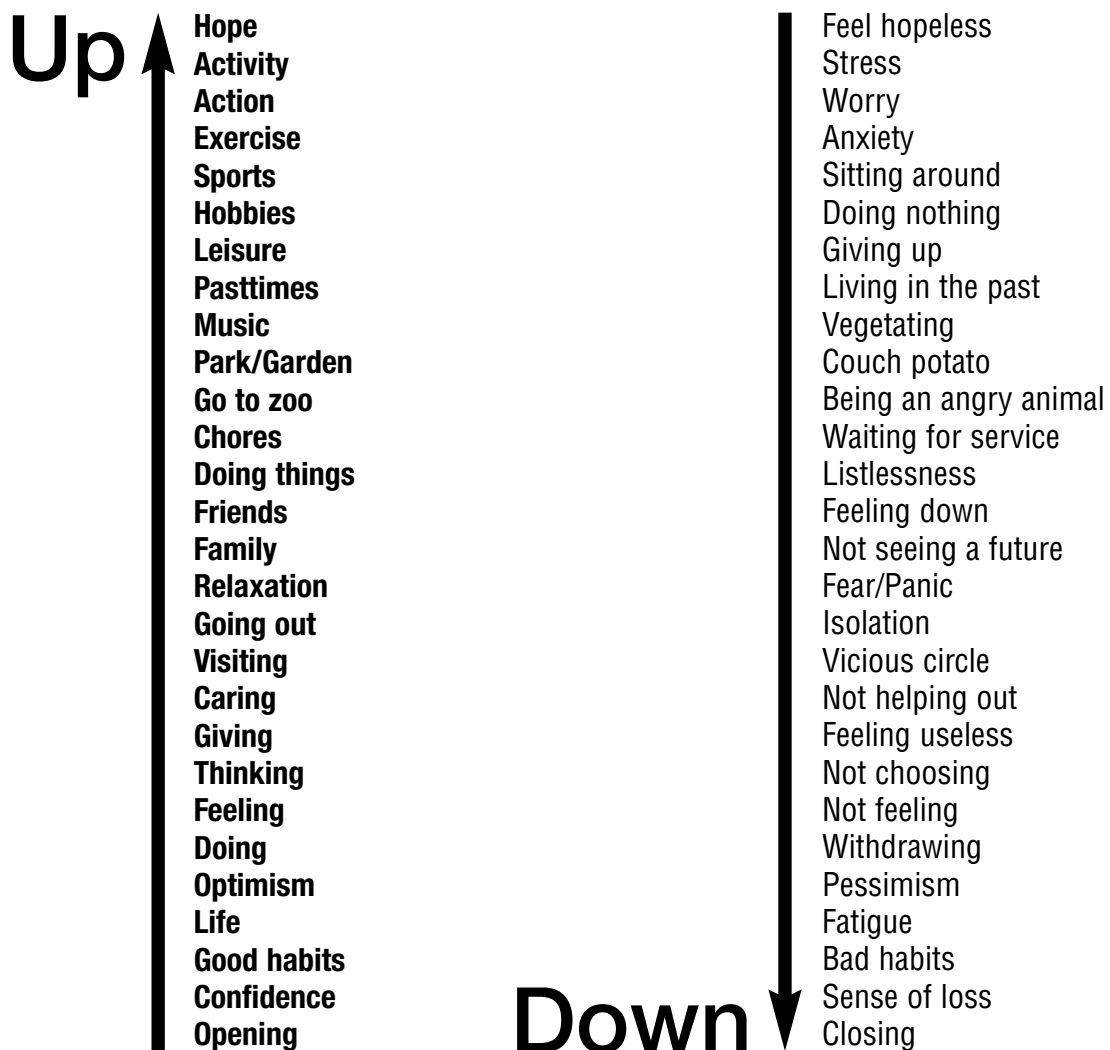 Up
Hope
Activity
Action
Exercise
Sports
Hobbies
Leisure
Pasttimes
Music
Park/Garden
Go to zoo
Chores
Doing things
Friends
Family
Relaxation
Going out
Visiting
Caring
Giving
Thinking
Feeling
Doing
Optimism
Life
Good habits
Confidence
Opening
Down
Feel hopeless
Stress
Worry
Anxiety
Sitting around
Doing nothing
Giving up
Living in the past
Vegetating
Couch potato
Being an angry animal
Waiting for service
Listlessness
Feeling down
Not seeing a future
Fear/Panic
Isolation
Vicious circle
Not helping out
Feeling useless
Not choosing
Not feeling
Withdrawing
Pessimism
Fatigue
Bad habits
Sense of loss
Closing